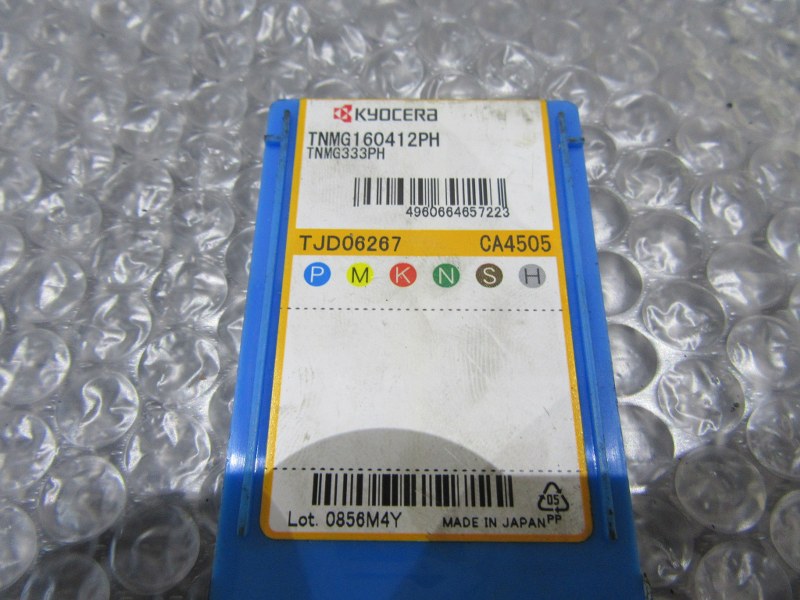 KYOCERA
TNMG160412PH
TNMG333PH
4960664657223
TJD06267 CA4505
P M K N S H
Lot. 0856M4Y MADE IN JAPAN
05
PP